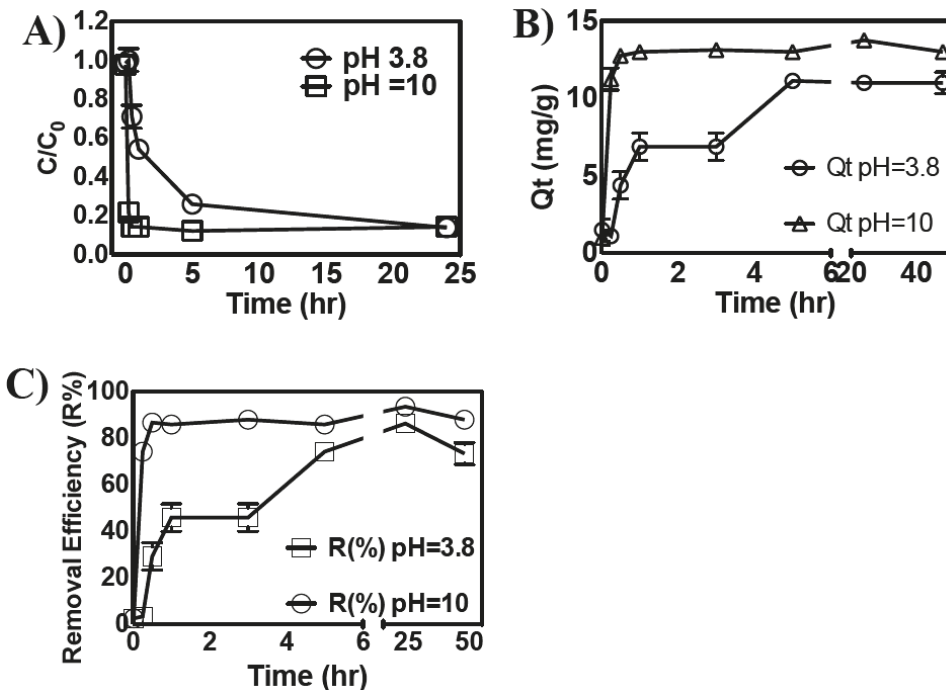 A)
1.2
1.0
0.8
0.6
0.4
0.2
0.0
C/C0
pH 3.8
pH =10
0 5 10 15 20 25
Time (hr)
B)
15
10
5
0
Qt (mg/g)
Qt pH=3.8
Qt pH=10
0 2 4 6 20 40
Time (hr)
C)
100
80
60
40
20
0
Removal Efficiency (R%)
R(%) pH=3.8
R(%) pH=10
0 2 4 6 25 50
Time (hr)